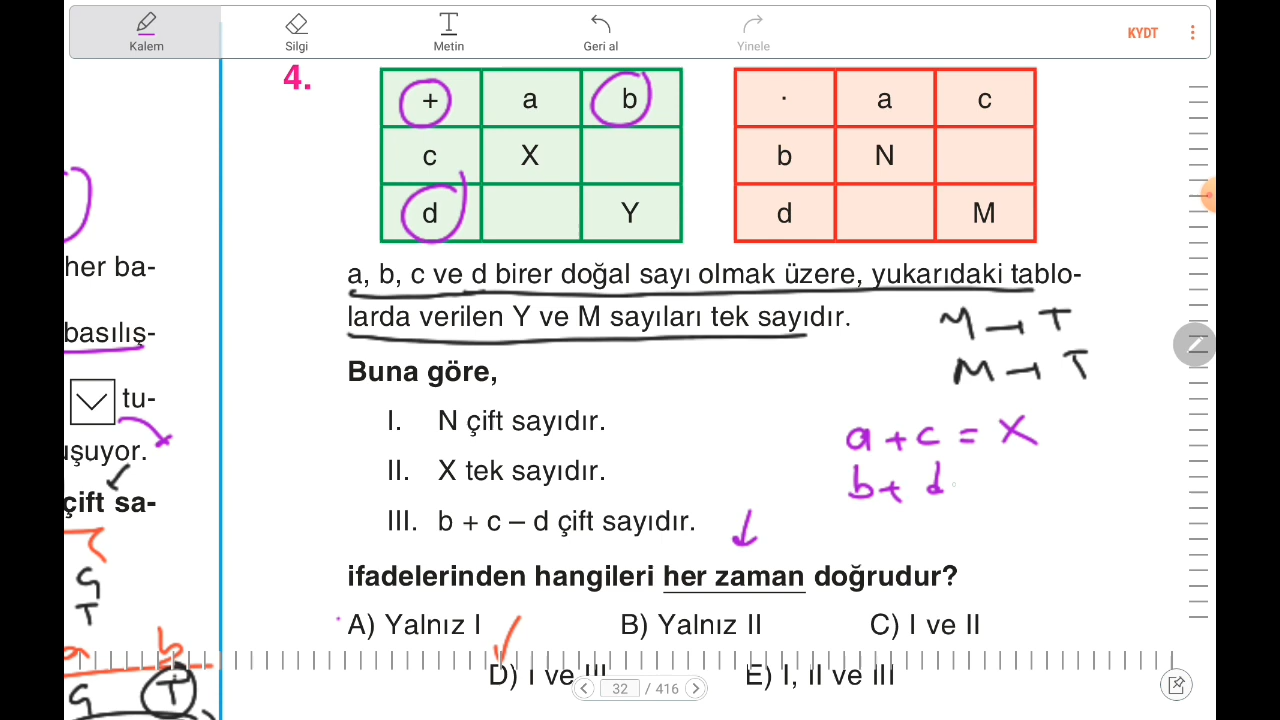 Kalem Silgi Metin Geri al Yinele KYDT
4.
+ a b
c X
d Y
· a c
b N
d M
her ba-
basılış-
tu-
uşuyor.
çift sa-
Ç
T
a b
Ç T
a, b, c ve d birer doğal sayı olmak üzere, yukarıdaki tablo-
larda verilen Y ve M sayıları tek sayıdır.
M → T
M → T
Buna göre,
I. N çift sayıdır.
a + c = X
II. X tek sayıdır.
b + d
III. b + c – d çift sayıdır.
ifadelerinden hangileri her zaman doğrudur?
A) Yalnız I B) Yalnız II C) I ve II
D) I ve III E) I, II ve III
32 / 416